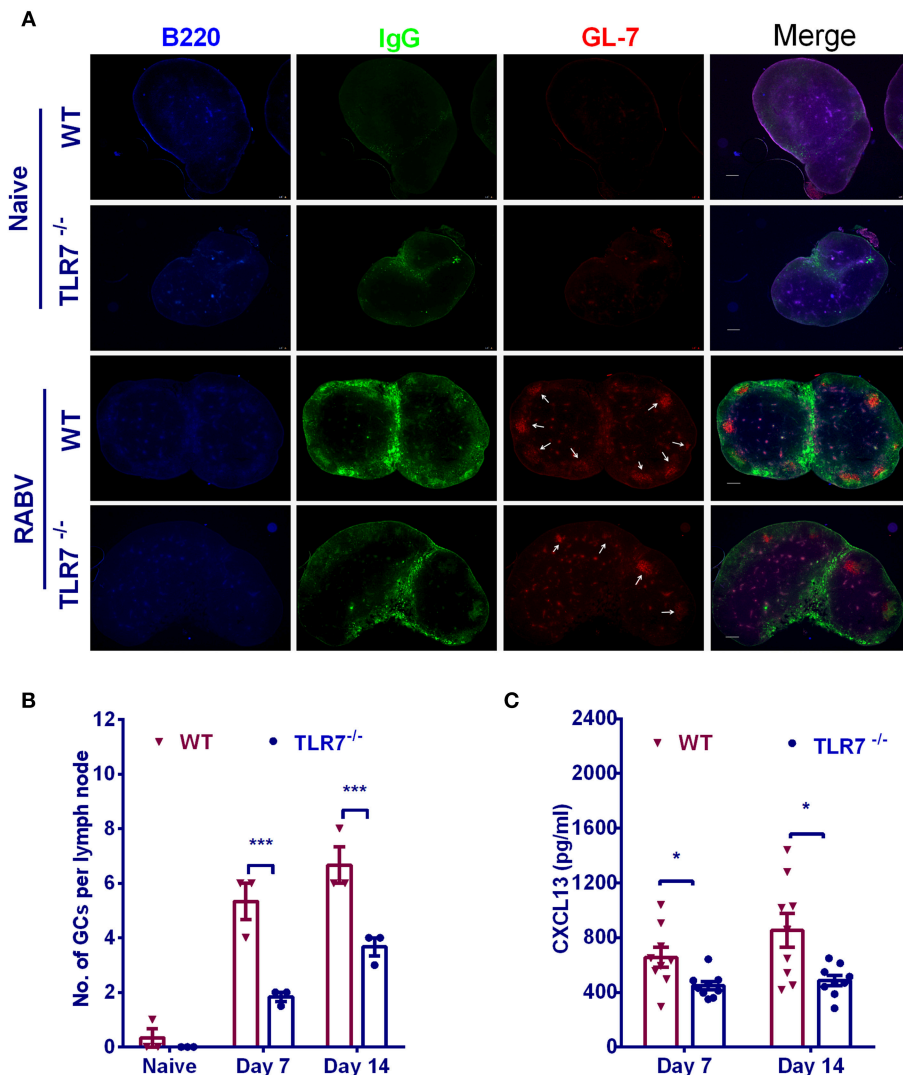 A
B220 IgG GL-7 Merge
Naive
WT
TLR7 -/-
RABV
WT
TLR7 -/-
B
No. of GCs per lymph node
12
10
8
6
4
2
0
WT TLR7-/-
***
***
Naive Day 7 Day 14
C
CXCL13 (pg/ml)
2400
2000
1600
1200
800
400
0
WT TLR7 -/-
*
*
Day 7 Day 14